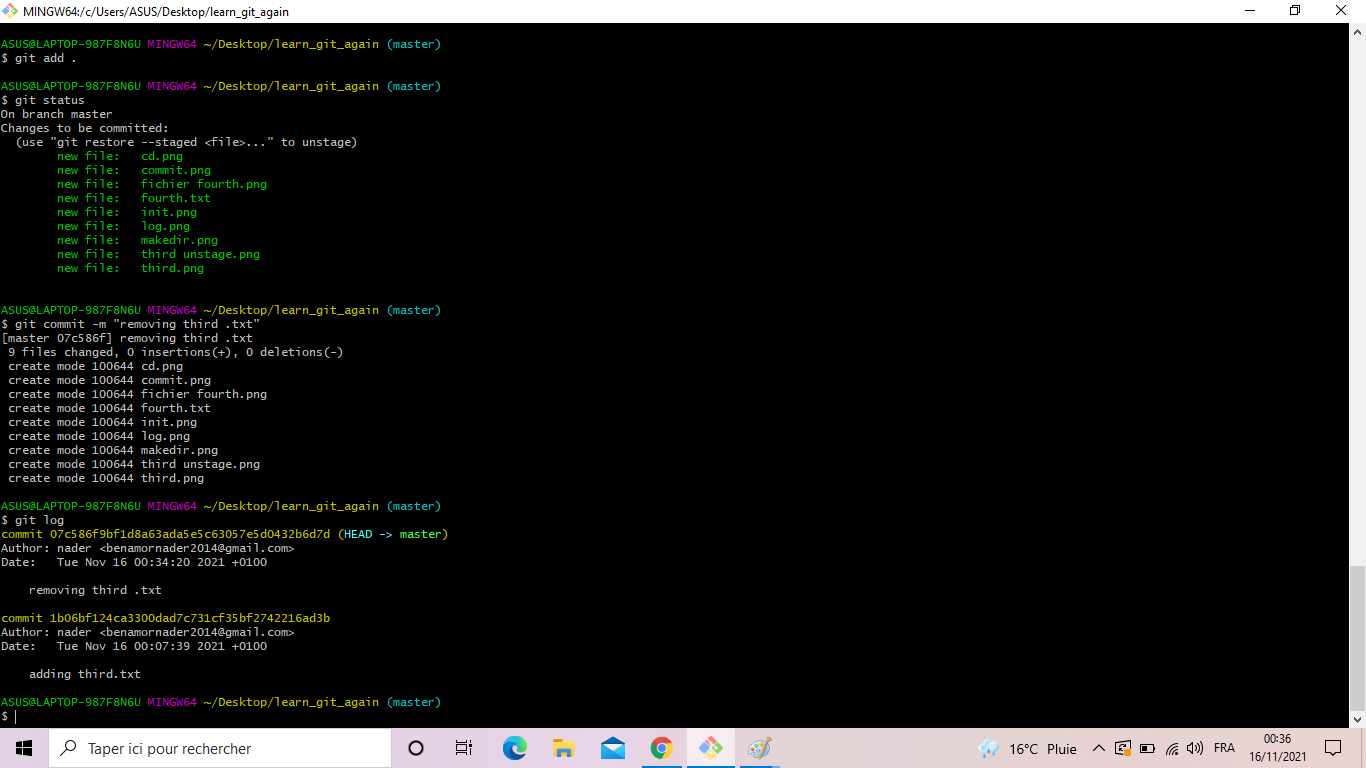 MINGW64:/c/Users/ASUS/Desktop/learn_git_again
ASUS@LAPTOP-987F8N6U MINGW64 ~/Desktop/learn_git_again (master)
$ git add .
ASUS@LAPTOP-987F8N6U MINGW64 ~/Desktop/learn_git_again (master)
$ git status
On branch master
Changes to be committed:
  (use "git restore --staged <file>..." to unstage)
        new file:   cd.png
        new file:   commit.png
        new file:   fichier fourth.png
        new file:   fourth.txt
        new file:   init.png
        new file:   log.png
        new file:   makedir.png
        new file:   third unstage.png
        new file:   third.png
ASUS@LAPTOP-987F8N6U MINGW64 ~/Desktop/learn_git_again (master)
$ git commit -m "removing third .txt"
[master 07c586f] removing third .txt
 9 files changed, 0 insertions(+), 0 deletions(-)
 create mode 100644 cd.png
 create mode 100644 commit.png
 create mode 100644 fichier fourth.png
 create mode 100644 fourth.txt
 create mode 100644 init.png
 create mode 100644 log.png
 create mode 100644 makedir.png
 create mode 100644 third unstage.png
 create mode 100644 third.png
ASUS@LAPTOP-987F8N6U MINGW64 ~/Desktop/learn_git_again (master)
$ git log
commit 07c586f9bf1d8a63ada5e5c63057e5d0432b6d7d (HEAD -> master)
Author: nader <benamornader2014@gmail.com>
Date:   Tue Nov 16 00:34:20 2021 +0100
    removing third .txt
commit 1b06bf124ca3300dad7c731cf35bf2742216ad3b
Author: nader <benamornader2014@gmail.com>
Date:   Tue Nov 16 00:07:39 2021 +0100
    adding third.txt
ASUS@LAPTOP-987F8N6U MINGW64 ~/Desktop/learn_git_again (master)
$
Taper ici pour rechercher
16°C Pluie
FRA
00:36
16/11/2021